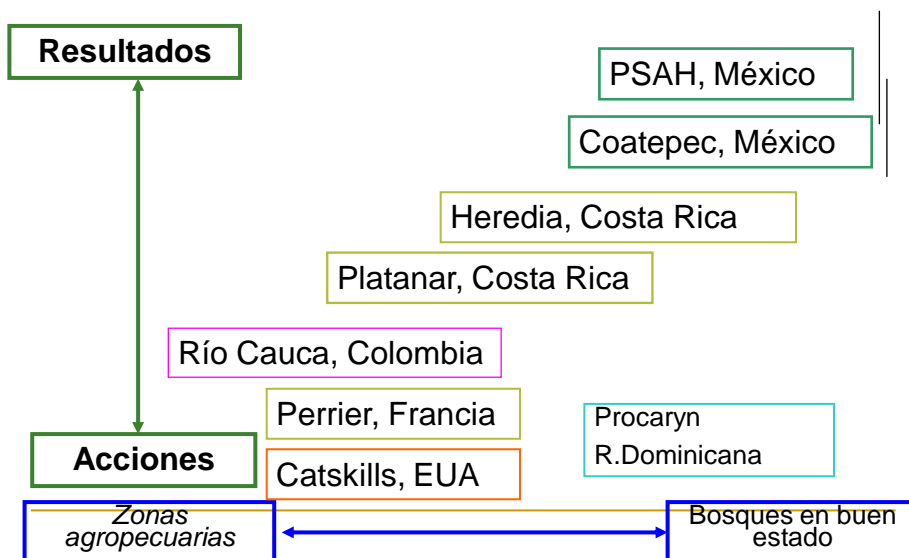 Resultados
PSAH, México
Coatepec, México
Heredia, Costa Rica
Platanar, Costa Rica
Río Cauca, Colombia
Perrier, Francia
Procaryn
R.Dominicana
Acciones
Catskills, EUA
Zonas
agropecuarias
Bosques en buen
estado